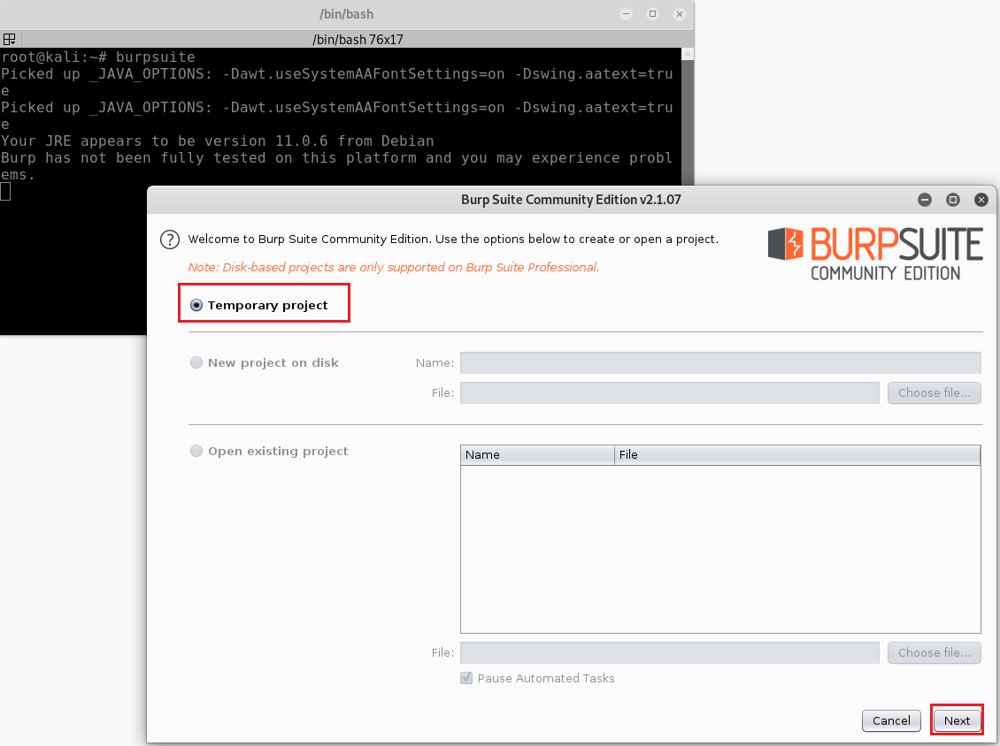 /bin/bash
/bin/bash 76x17
root@kali:~# burpsuite
Picked up _JAVA_OPTIONS: -Dawt.useSystemAAFontSettings=on -Dswing.aatext=tru
e
Picked up _JAVA_OPTIONS: -Dawt.useSystemAAFontSettings=on -Dswing.aatext=tru
e
Your JRE appears to be version 11.0.6 from Debian
Burp has not been fully tested on this platform and you may experience probl
ems.
Burp Suite Community Edition v2.1.07
? Welcome to Burp Suite Community Edition. Use the options below to create or open a project.
Note: Disk-based projects are only supported on Burp Suite Professional.
BURPSUITE
COMMUNITY EDITION
Temporary project
New project on disk Name:
File: Choose file...
Open existing project
Name File
File: Choose file...
Pause Automated Tasks
Cancel Next